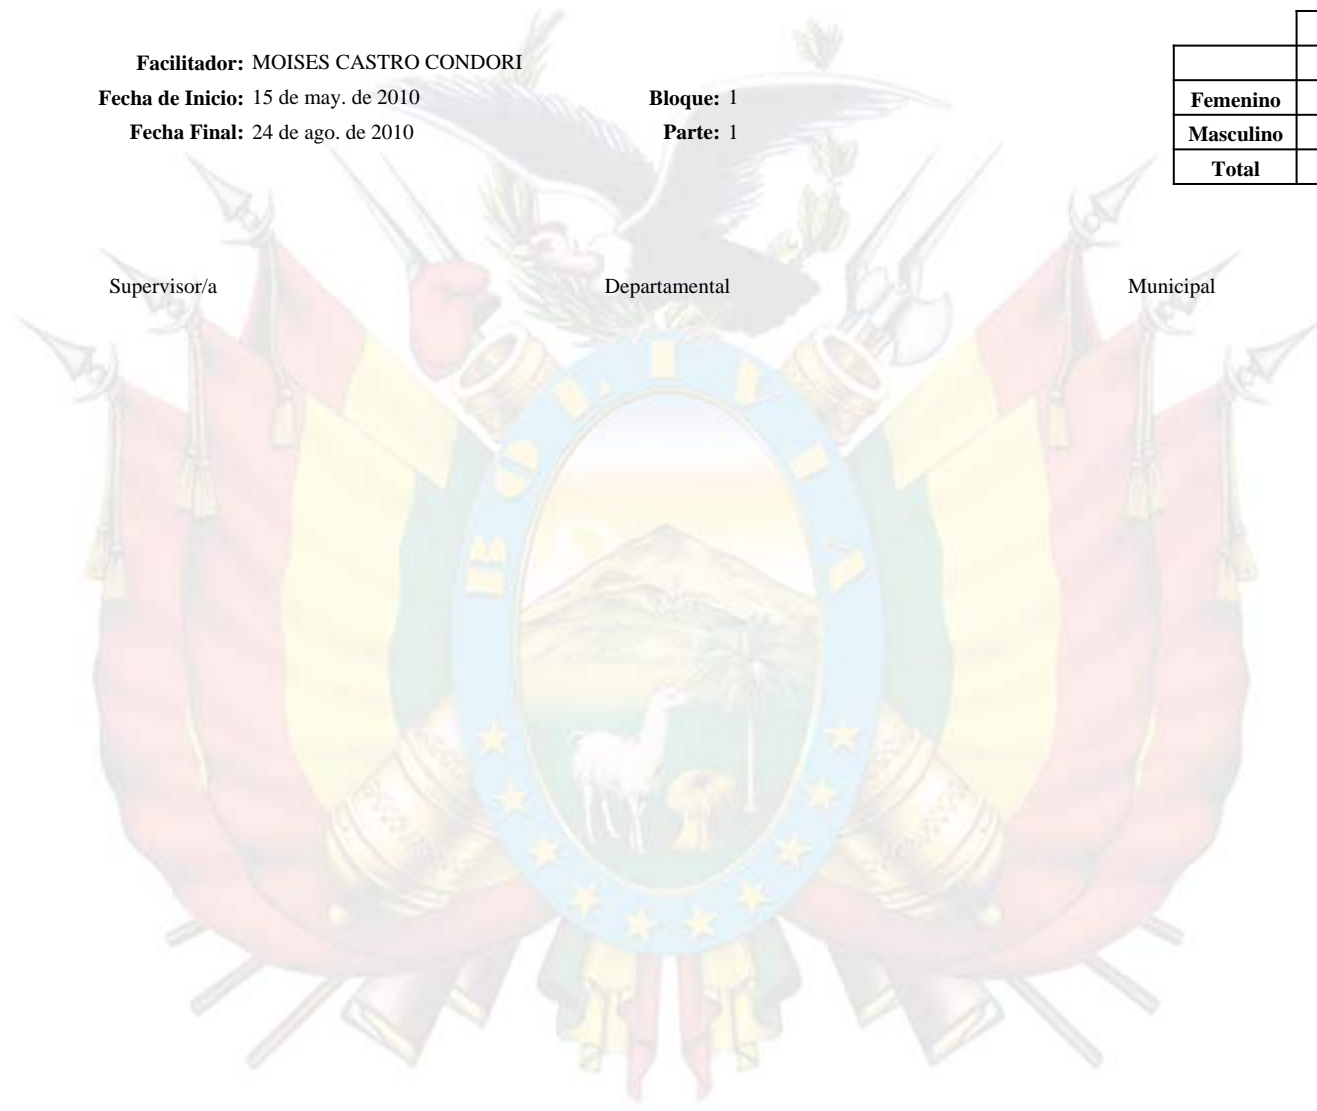 Facilitador: MOISES CASTRO CONDORI
Fecha de Inicio: 15 de may. de 2010 Bloque: 1
Fecha Final: 24 de ago. de 2010 Parte: 1
Femenino
Masculino
Total
Supervisor/a Departamental Municipal
BOLIVIA